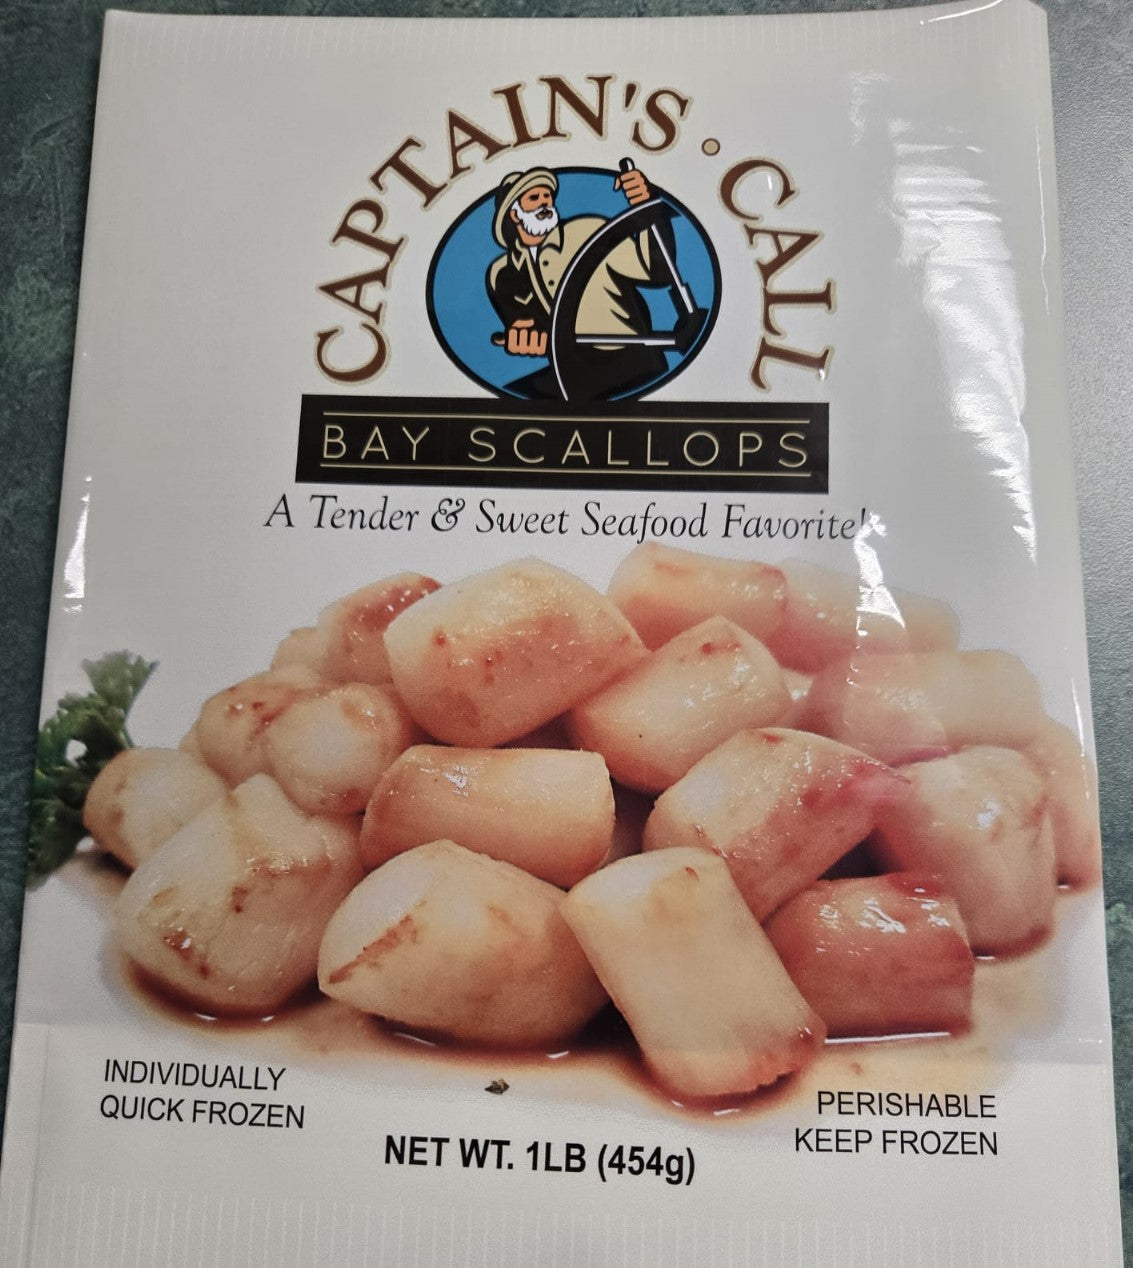 CAPTAIN'S • CALL
BAY SCALLOPS
A Tender & Sweet Seafood Favorite!
INDIVIDUALLY
QUICK FROZEN
PERISHABLE
KEEP FROZEN
NET WT. 1LB (454g)